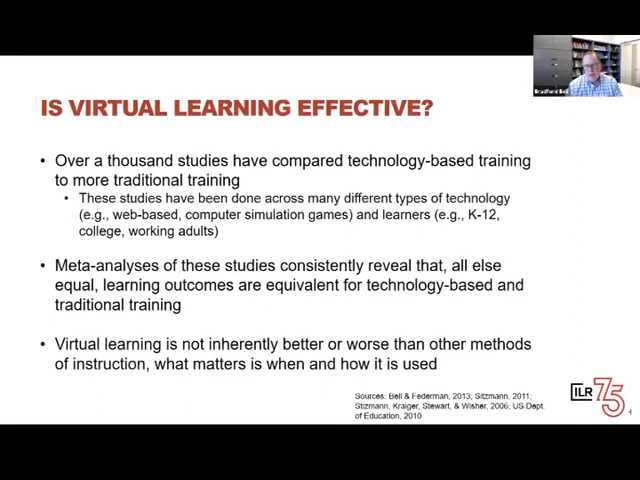 Bradford Bell
IS VIRTUAL LEARNING EFFECTIVE?
• Over a thousand studies have compared technology-based training
to more traditional training
• These studies have been done across many different types of technology
(e.g., web-based, computer simulation games) and learners (e.g., K-12,
college, working adults)
• Meta-analyses of these studies consistently reveal that, all else
equal, learning outcomes are equivalent for technology-based and
traditional training
• Virtual learning is not inherently better or worse than other methods
of instruction, what matters is when and how it is used
Sources: Bell & Federman, 2013; Sitzmann, 2011;
Stizmann, Kraiger, Stewart, & Wisher, 2006; US Dept.
of Education, 2010
ILR 75
4